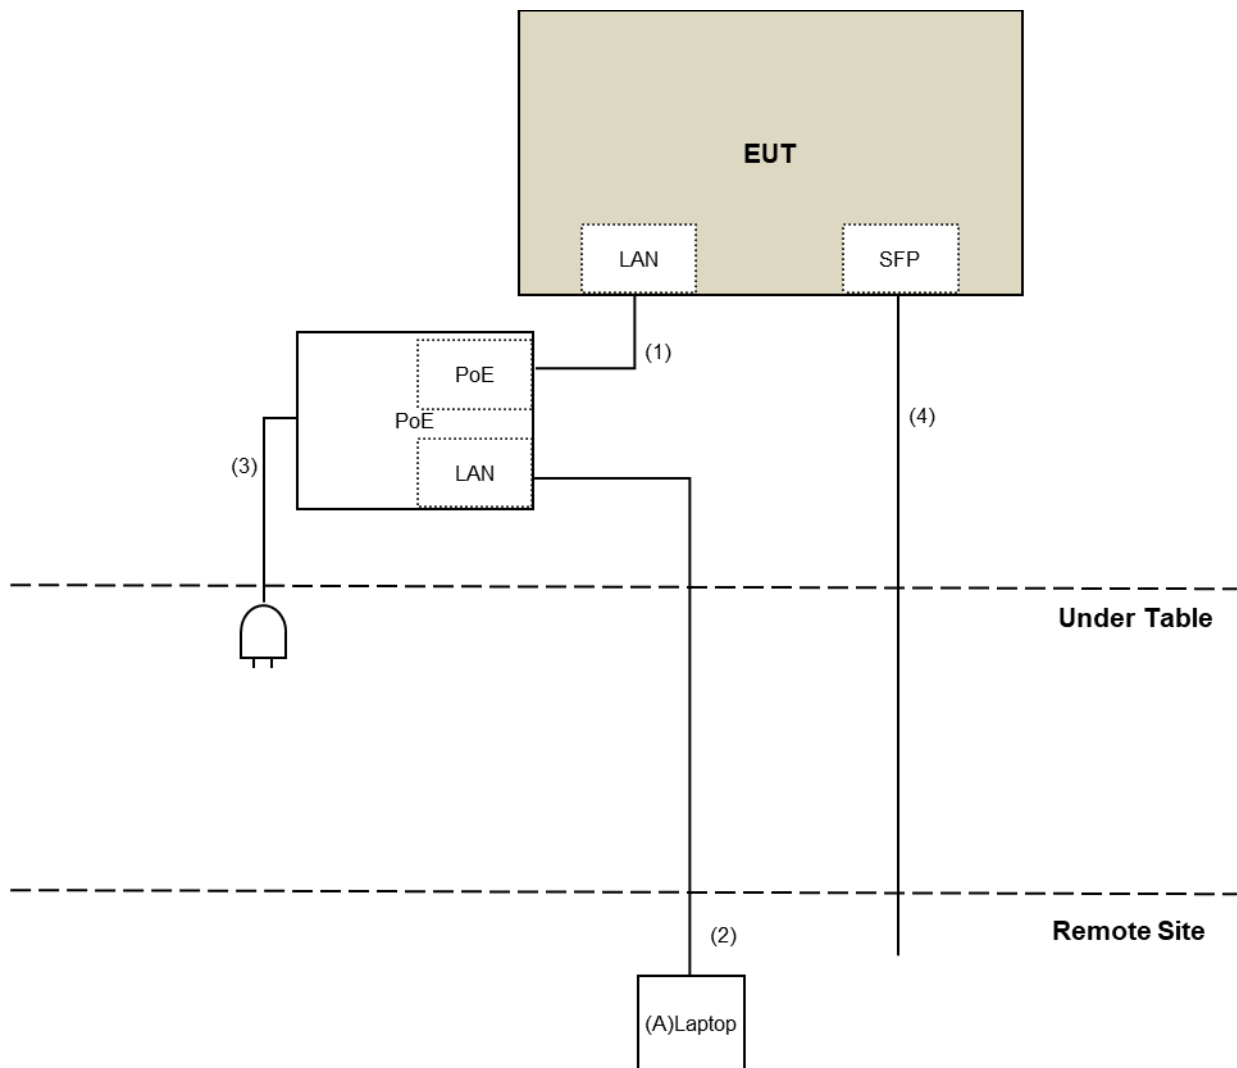 EUT
LAN
SFP
(1)
PoE
PoE
(4)
(3)
LAN
Under Table
(2)
Remote Site
(A)Laptop